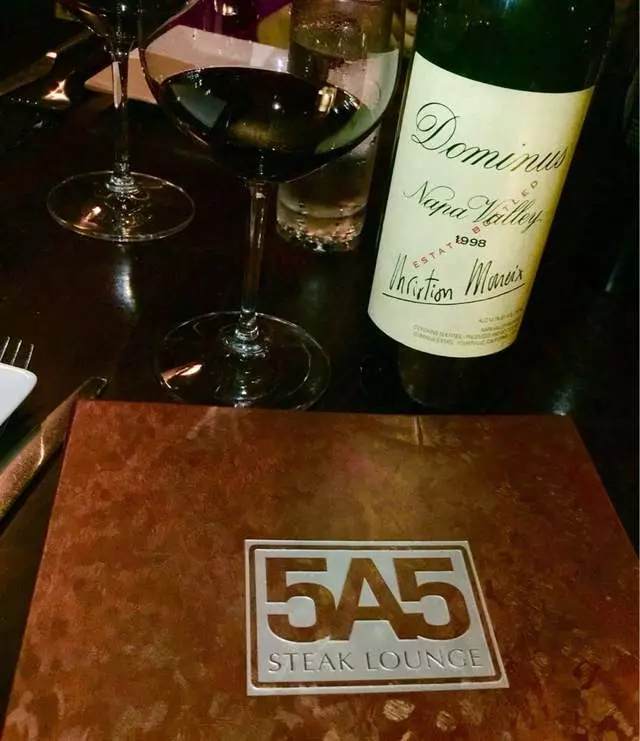 Dominus
Napa Valley
ESTATE BOTTLED
1998
Christian Moueix
5A5
STEAK LOUNGE